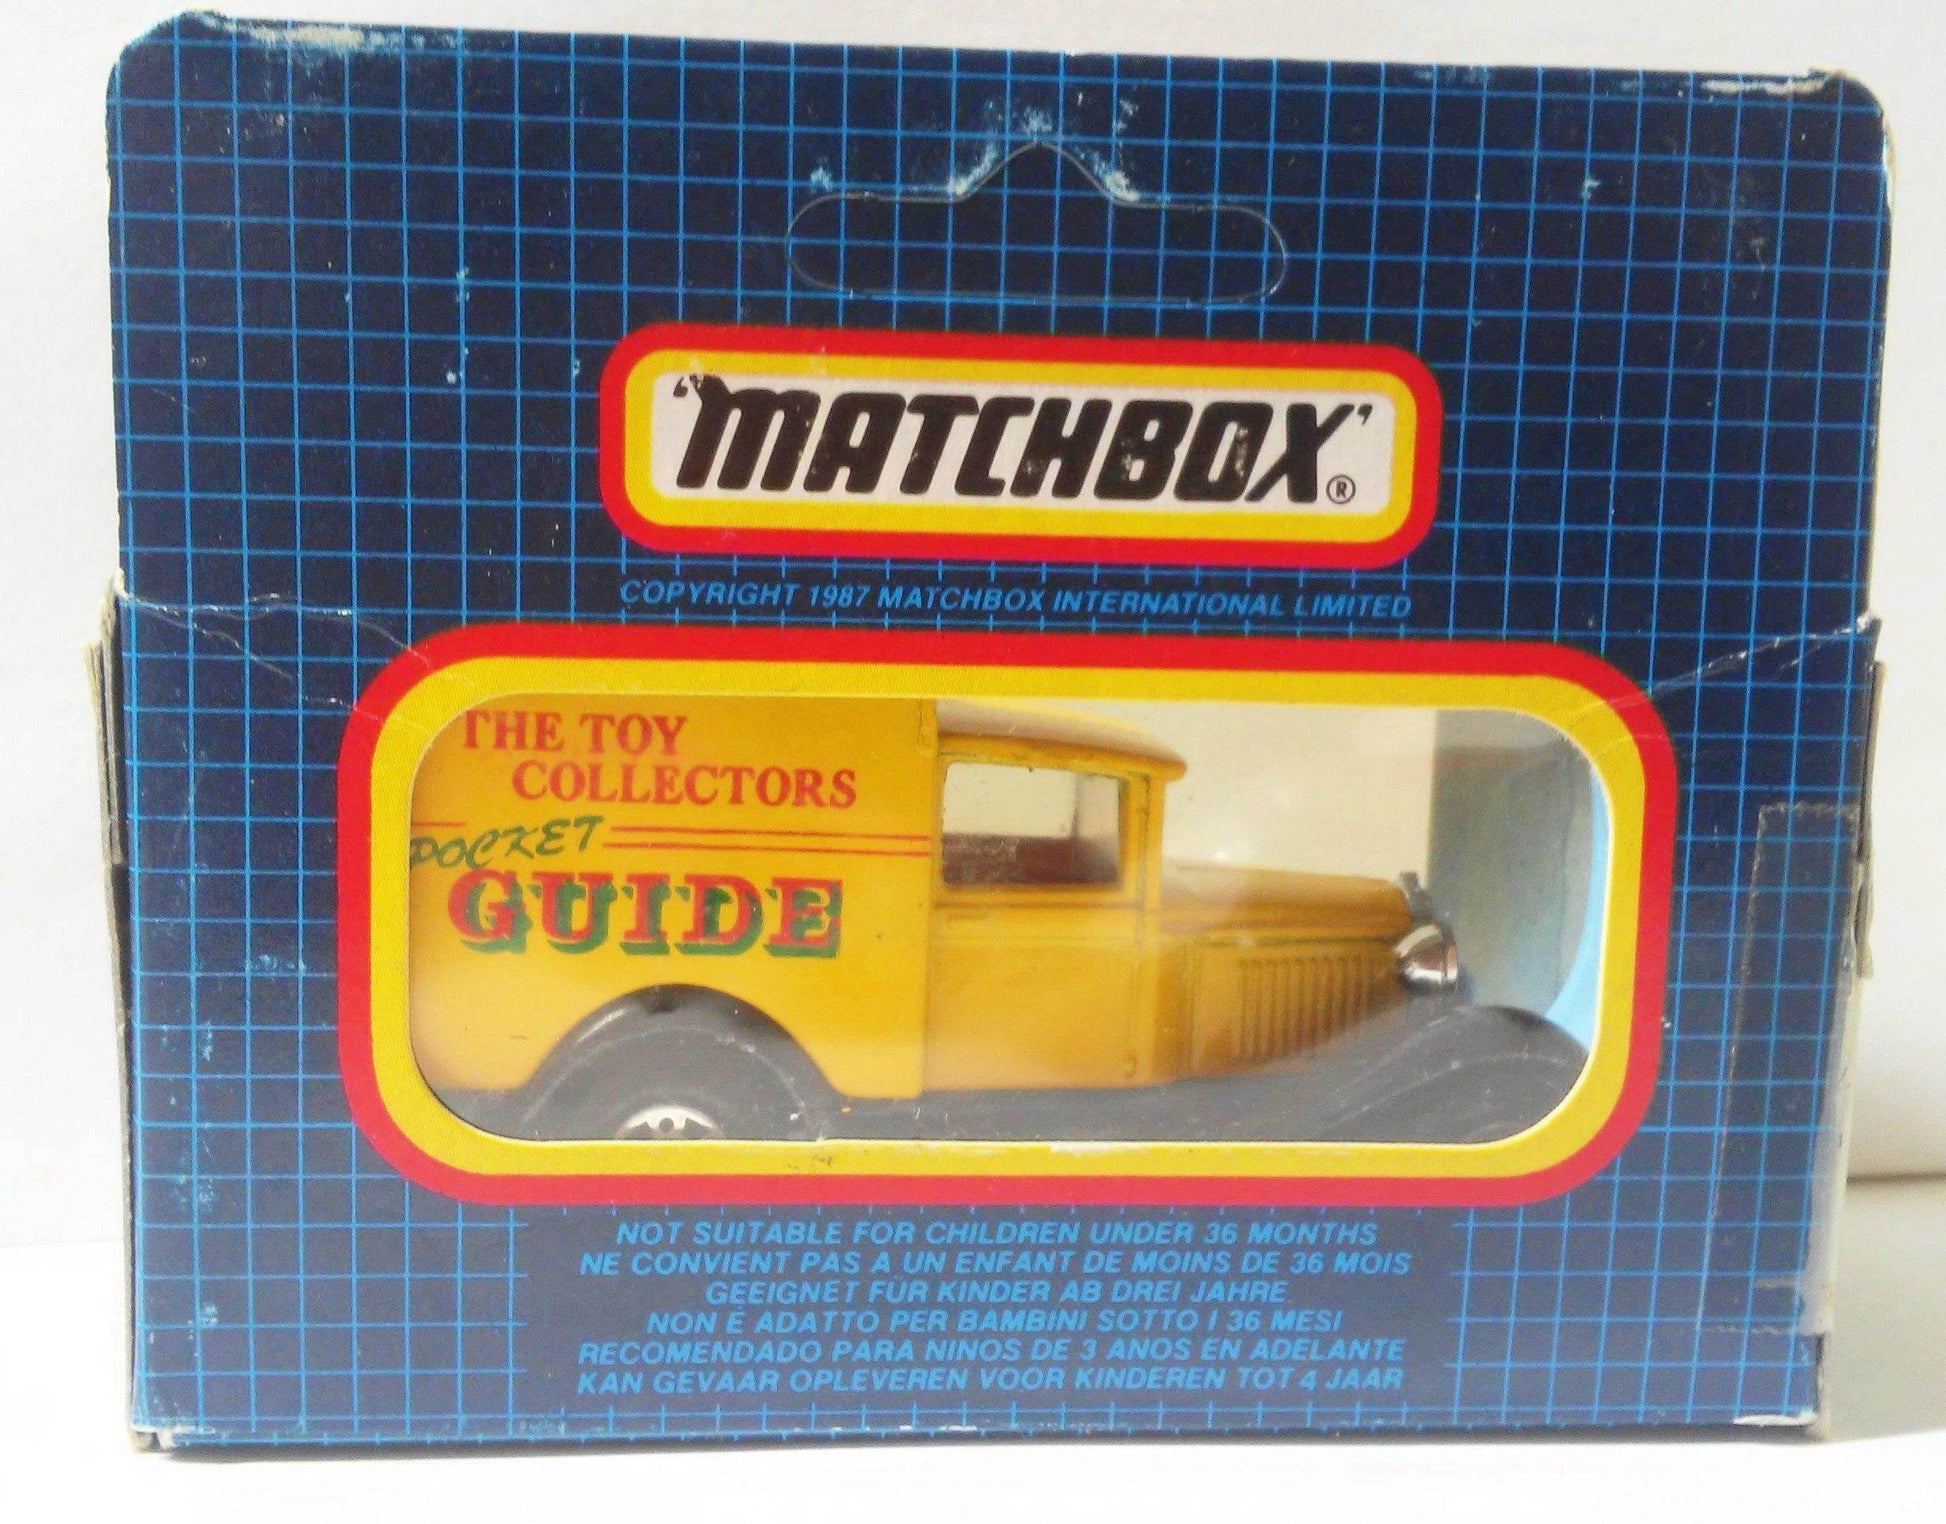 'MATCHBOX'®
COPYRIGHT 1987 MATCHBOX INTERNATIONAL LIMITED
THE TOY
COLLECTORS
POCKET
GUIDE
NOT SUITABLE FOR CHILDREN UNDER 36 MONTHS
NE CONVIENT PAS A UN ENFANT DE MOINS DE 36 MOIS
GEEIGNET FÜR KINDER AB DREI JAHRE
NON É ADATTO PER BAMBINI SOTTO I 36 MESI
RECOMENDADO PARA NINOS DE 3 ANOS EN ADELANTE
KAN GEVAAR OPLEVEREN VOOR KINDEREN TOT 4 JAAR